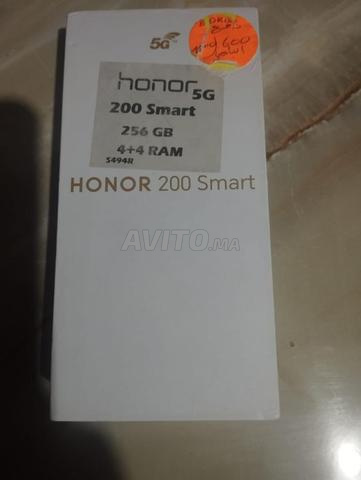 5G
honor 5G
200 Smart
256 GB
4+4 RAM
S494R
HONOR 200 Smart
AVITO.MA